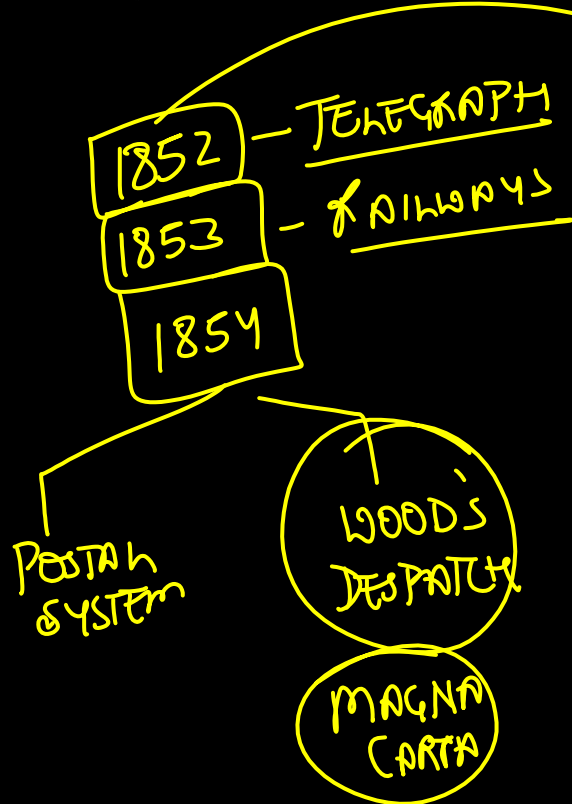 1852 - TELEGRAPH
1853 - RAILWAYS
1854
POSTAL
SYSTEM
WOOD'S
DESPATCH
MAGNA
CARTA